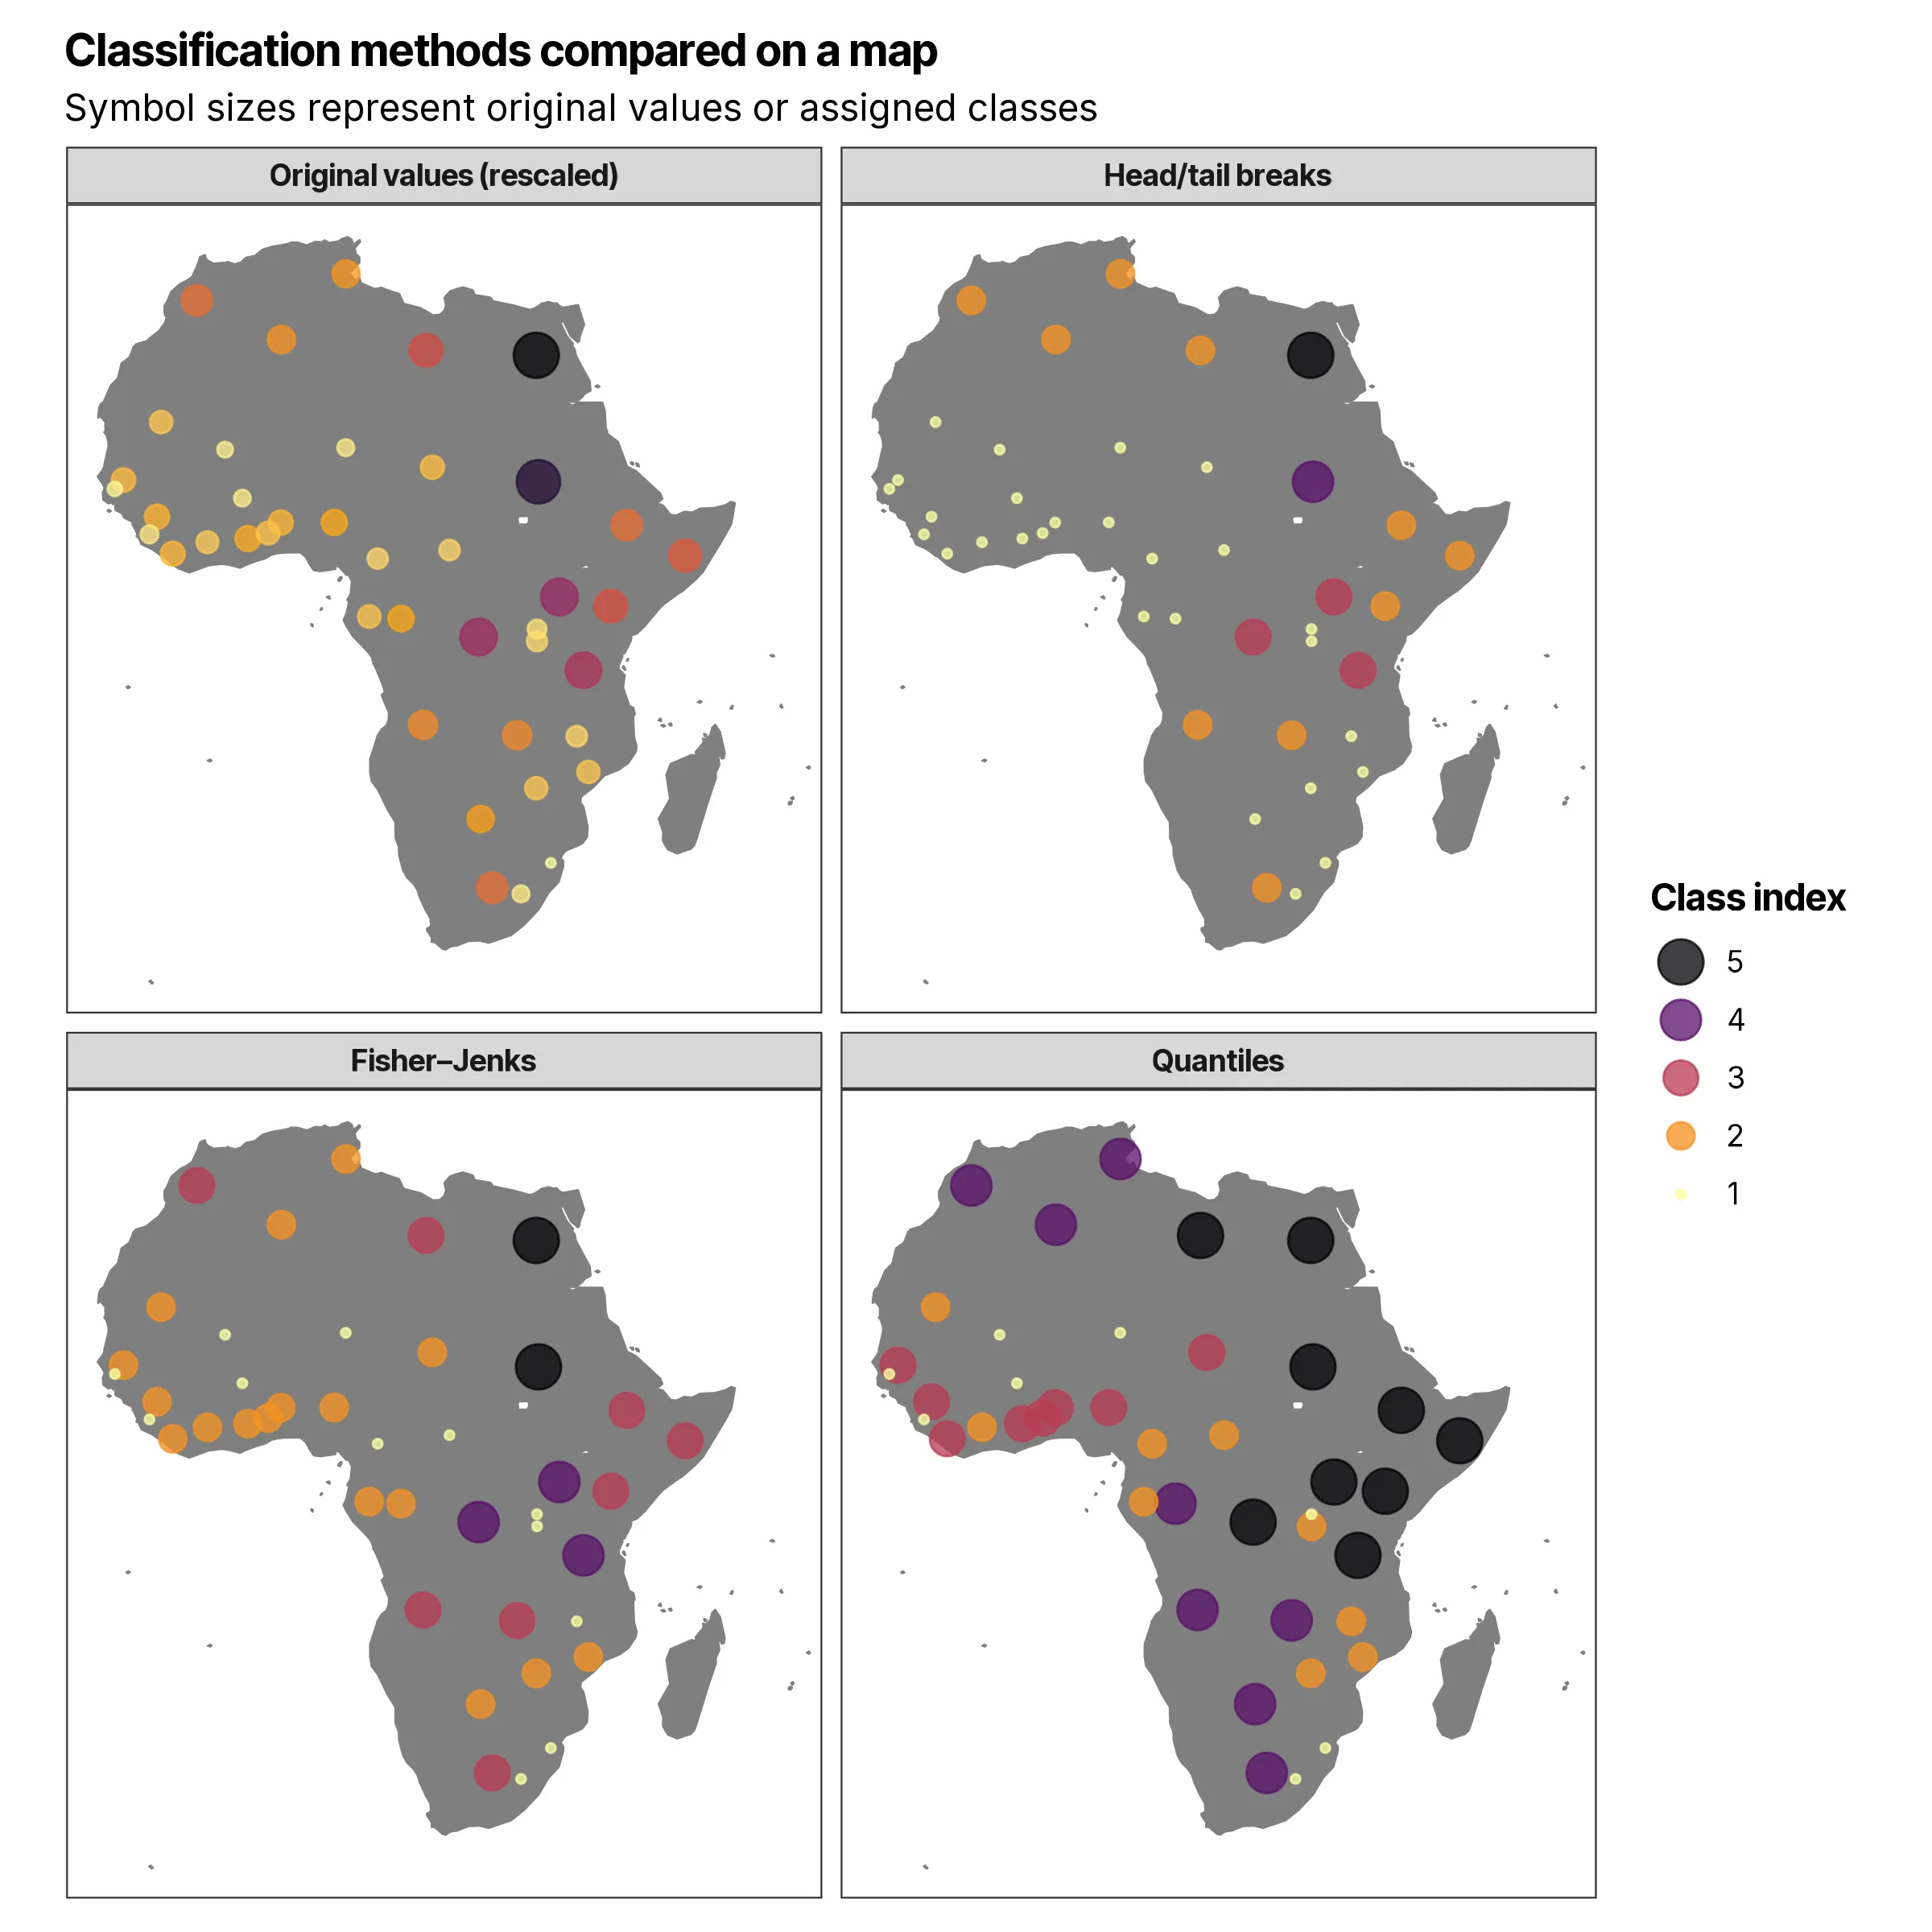 Classification methods compared on a map
Symbol sizes represent original values or assigned classes
Original values (rescaled)
Head/tail breaks
Fisher–Jenks
Quantiles
Class index
5
4
3
2
1